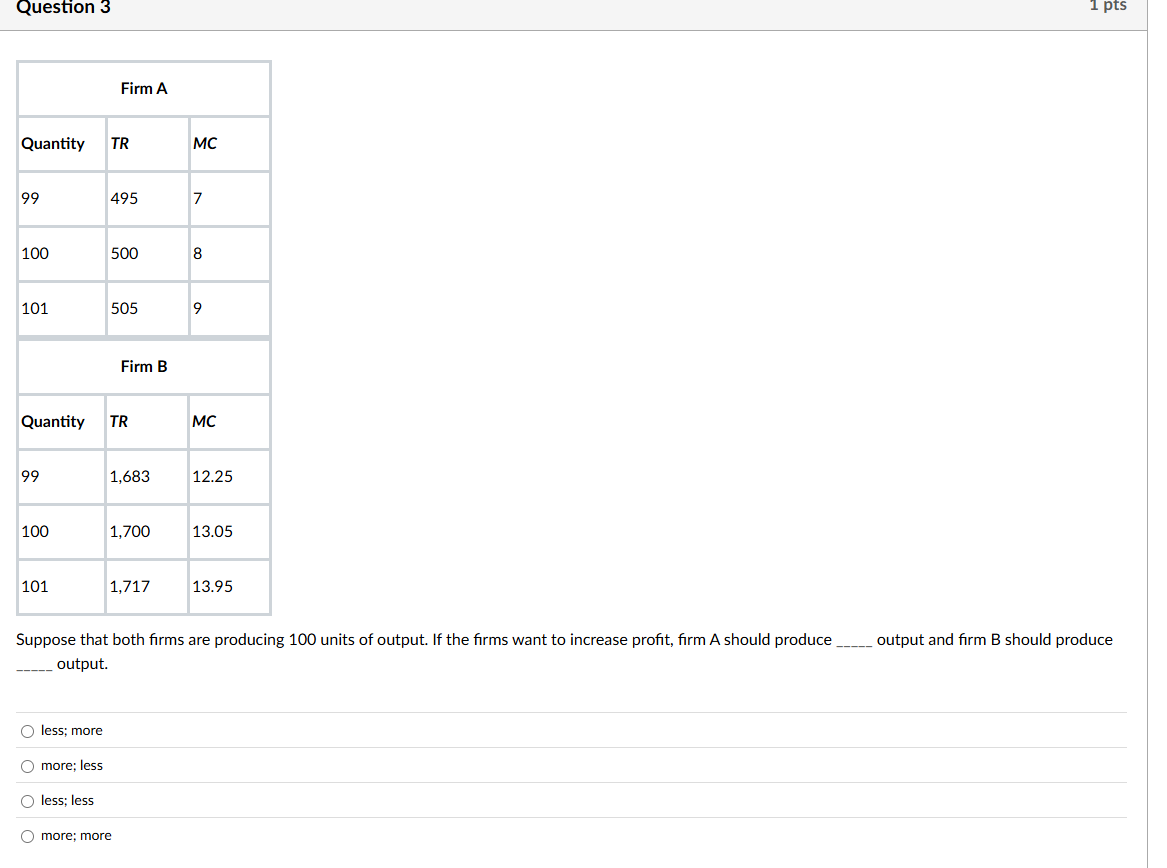 Question 3 1 pts
Firm A
Quantity TR MC
99 495 7
100 500 8
101 505 9
Firm B
Quantity TR MC
99 1,683 12.25
100 1,700 13.05
101 1,717 13.95
Suppose that both firms are producing 100 units of output. If the firms want to increase profit, firm A should produce _____ output and firm B should produce
_____ output.
less; more
more; less
less; less
more; more